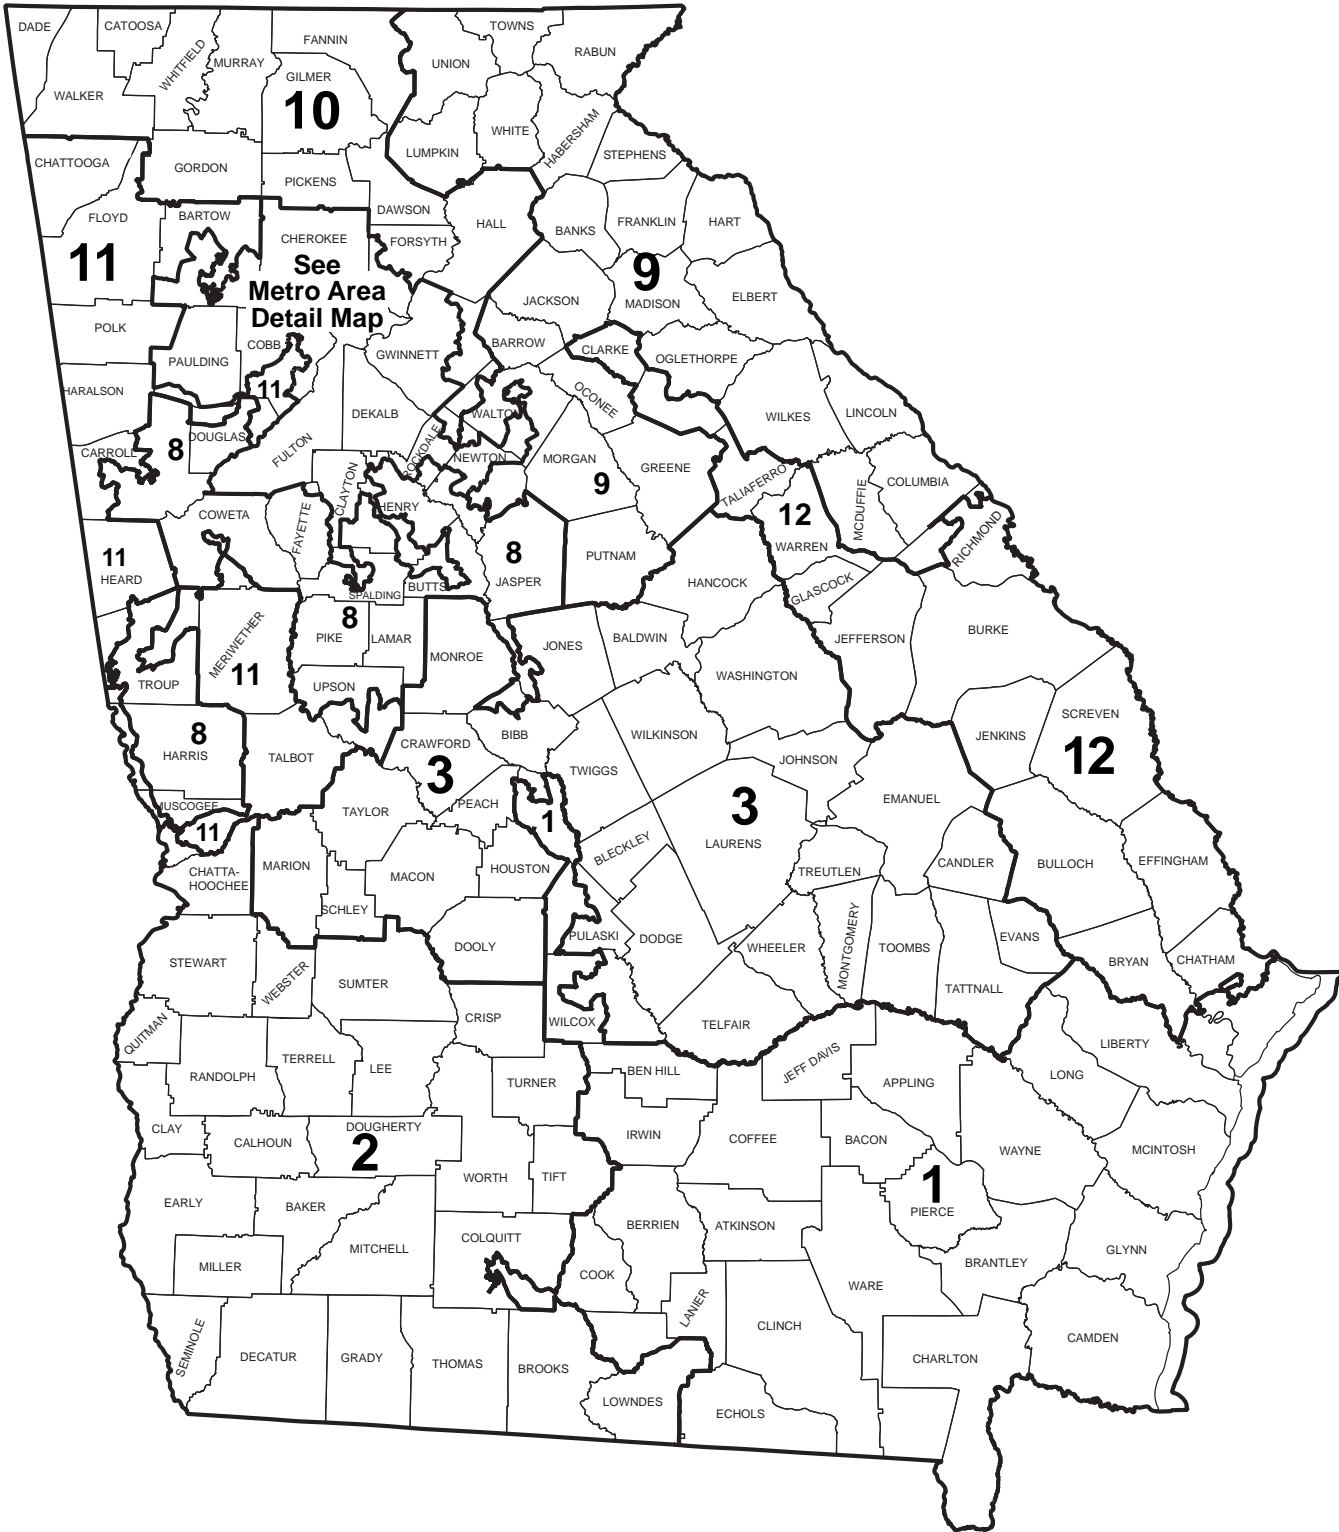 DADE
CATOOSA
WHITFIELD
MURRAY
FANNIN
GILMER
10
UNION
TOWNS
RABUN
WALKER
WHITE
HABERSHAM
LUMPKIN
STEPHENS
CHATTOOGA
GORDON
PICKENS
DAWSON
HALL
BANKS
FRANKLIN
HART
FLOYD
BARTOW
CHEROKEE
FORSYTH
11
See
Metro Area
Detail Map
9
MADISON
JACKSON
ELBERT
POLK
PAULDING
COBB
GWINNETT
BARROW
CLARKE
OGLETHORPE
HARALSON
11
DEKALB
WALTON
OCONEE
WILKES
LINCOLN
CARROLL
8
DOUGLAS
FULTON
ROCKDALE
NEWTON
MORGAN
9
GREENE
TALIAFERRO
MCDUFFIE
COLUMBIA
COWETA
FAYETTE
CLAYTON
HENRY
12
WARREN
RICHMOND
11
HEARD
8
JASPER
PUTNAM
HANCOCK
GLASCOCK
SPALDING
BUTTS
MERIWETHER
11
8
PIKE
LAMAR
MONROE
JONES
BALDWIN
WASHINGTON
JEFFERSON
BURKE
TROUP
UPSON
SCREVEN
12
JENKINS
8
HARRIS
TALBOT
CRAWFORD
3
BIBB
TWIGGS
WILKINSON
JOHNSON
EMANUEL
MUSCOGEE
11
TAYLOR
PEACH
1
3
LAURENS
BLECKLEY
CHATTA-
HOOCHEE
MARION
MACON
HOUSTON
TREUTLEN
CANDLER
BULLOCH
EFFINGHAM
SCHLEY
DOOLY
PULASKI
DODGE
WHEELER
MONTGOMERY
TOOMBS
EVANS
BRYAN
CHATHAM
STEWART
WEBSTER
SUMTER
CRISP
WILCOX
TELFAIR
TATTNALL
QUITMAN
RANDOLPH
TERRELL
LEE
TURNER
BEN HILL
JEFF DAVIS
APPLING
LONG
LIBERTY
CLAY
CALHOUN
DOUGHERTY
2
WORTH
TIFT
IRWIN
COFFEE
BACON
WAYNE
MCINTOSH
EARLY
BAKER
MITCHELL
COLQUITT
BERRIEN
ATKINSON
1
PIERCE
GLYNN
MILLER
COOK
LANIER
WARE
BRANTLEY
SEMINOLE
DECATUR
GRADY
THOMAS
BROOKS
CLINCH
CHARLTON
CAMDEN
LOWNDES
ECHOLS